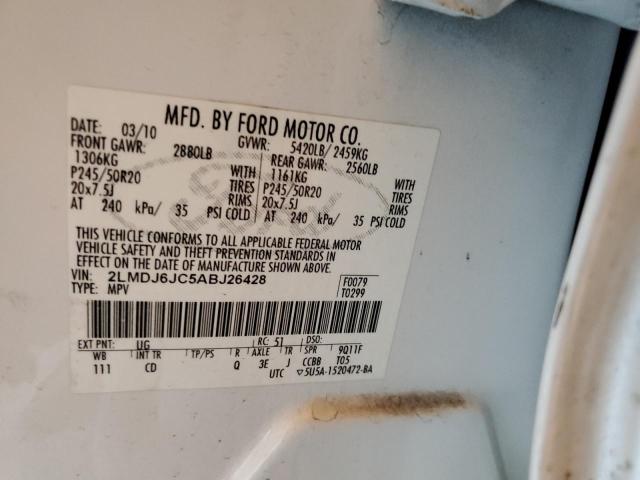 MFD. BY FORD MOTOR CO.
DATE: 03/10 GVWR: 5420LB/ 2459KG
FRONT GAWR: 2880LB REAR GAWR: 2560LB
1306KG WITH 1161KG WITH
P245/50R20 TIRES P245/50R20 TIRES
20x7.5J RIMS 20x7.5J RIMS
AT 240 kPa/ 35 PSI COLD AT 240 kPa/ 35 PSI COLD
THIS VEHICLE CONFORMS TO ALL APPLICABLE FEDERAL MOTOR
VEHICLE SAFETY AND THEFT PREVENTION STANDARDS IN
EFFECT ON THE DATE OF MANUFACTURE SHOWN ABOVE.
VIN: 2LMDJ6JC5ABJ26428 F0079
TYPE: MPV T0299
EXT PNT: UG RC: 51 DSO:
WB INT TR TP/PS R AXLE TR SPR 9Q11F
111 CD Q 3E J CCBB T05
UTC 5U5A-1520472-BA